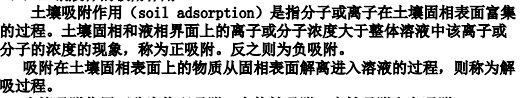 土壤吸附作用（soil adsorption）是指分子或离子在土壤固相表面富集
的过程。土壤固相和液相界面上的离子或分子浓度大于整体溶液中该离子或
分子的浓度的现象，称为正吸附。反之则为负吸附。
吸附在土壤固相表面上的物质从固相表面解离进入溶液的过程，则称为解
吸过程。